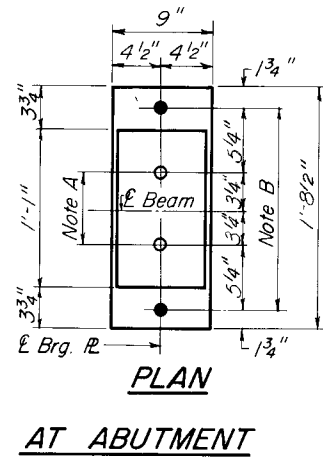 9"
4½" 4½"
1¾"
3¾"
5¼"
3¼"
3¼"
5¼"
1'-1"
Note A
℄ Beam
Note B
1'-8½"
3¾"
℄ Brg. ℙL
1¾"
PLAN
AT ABUTMENT